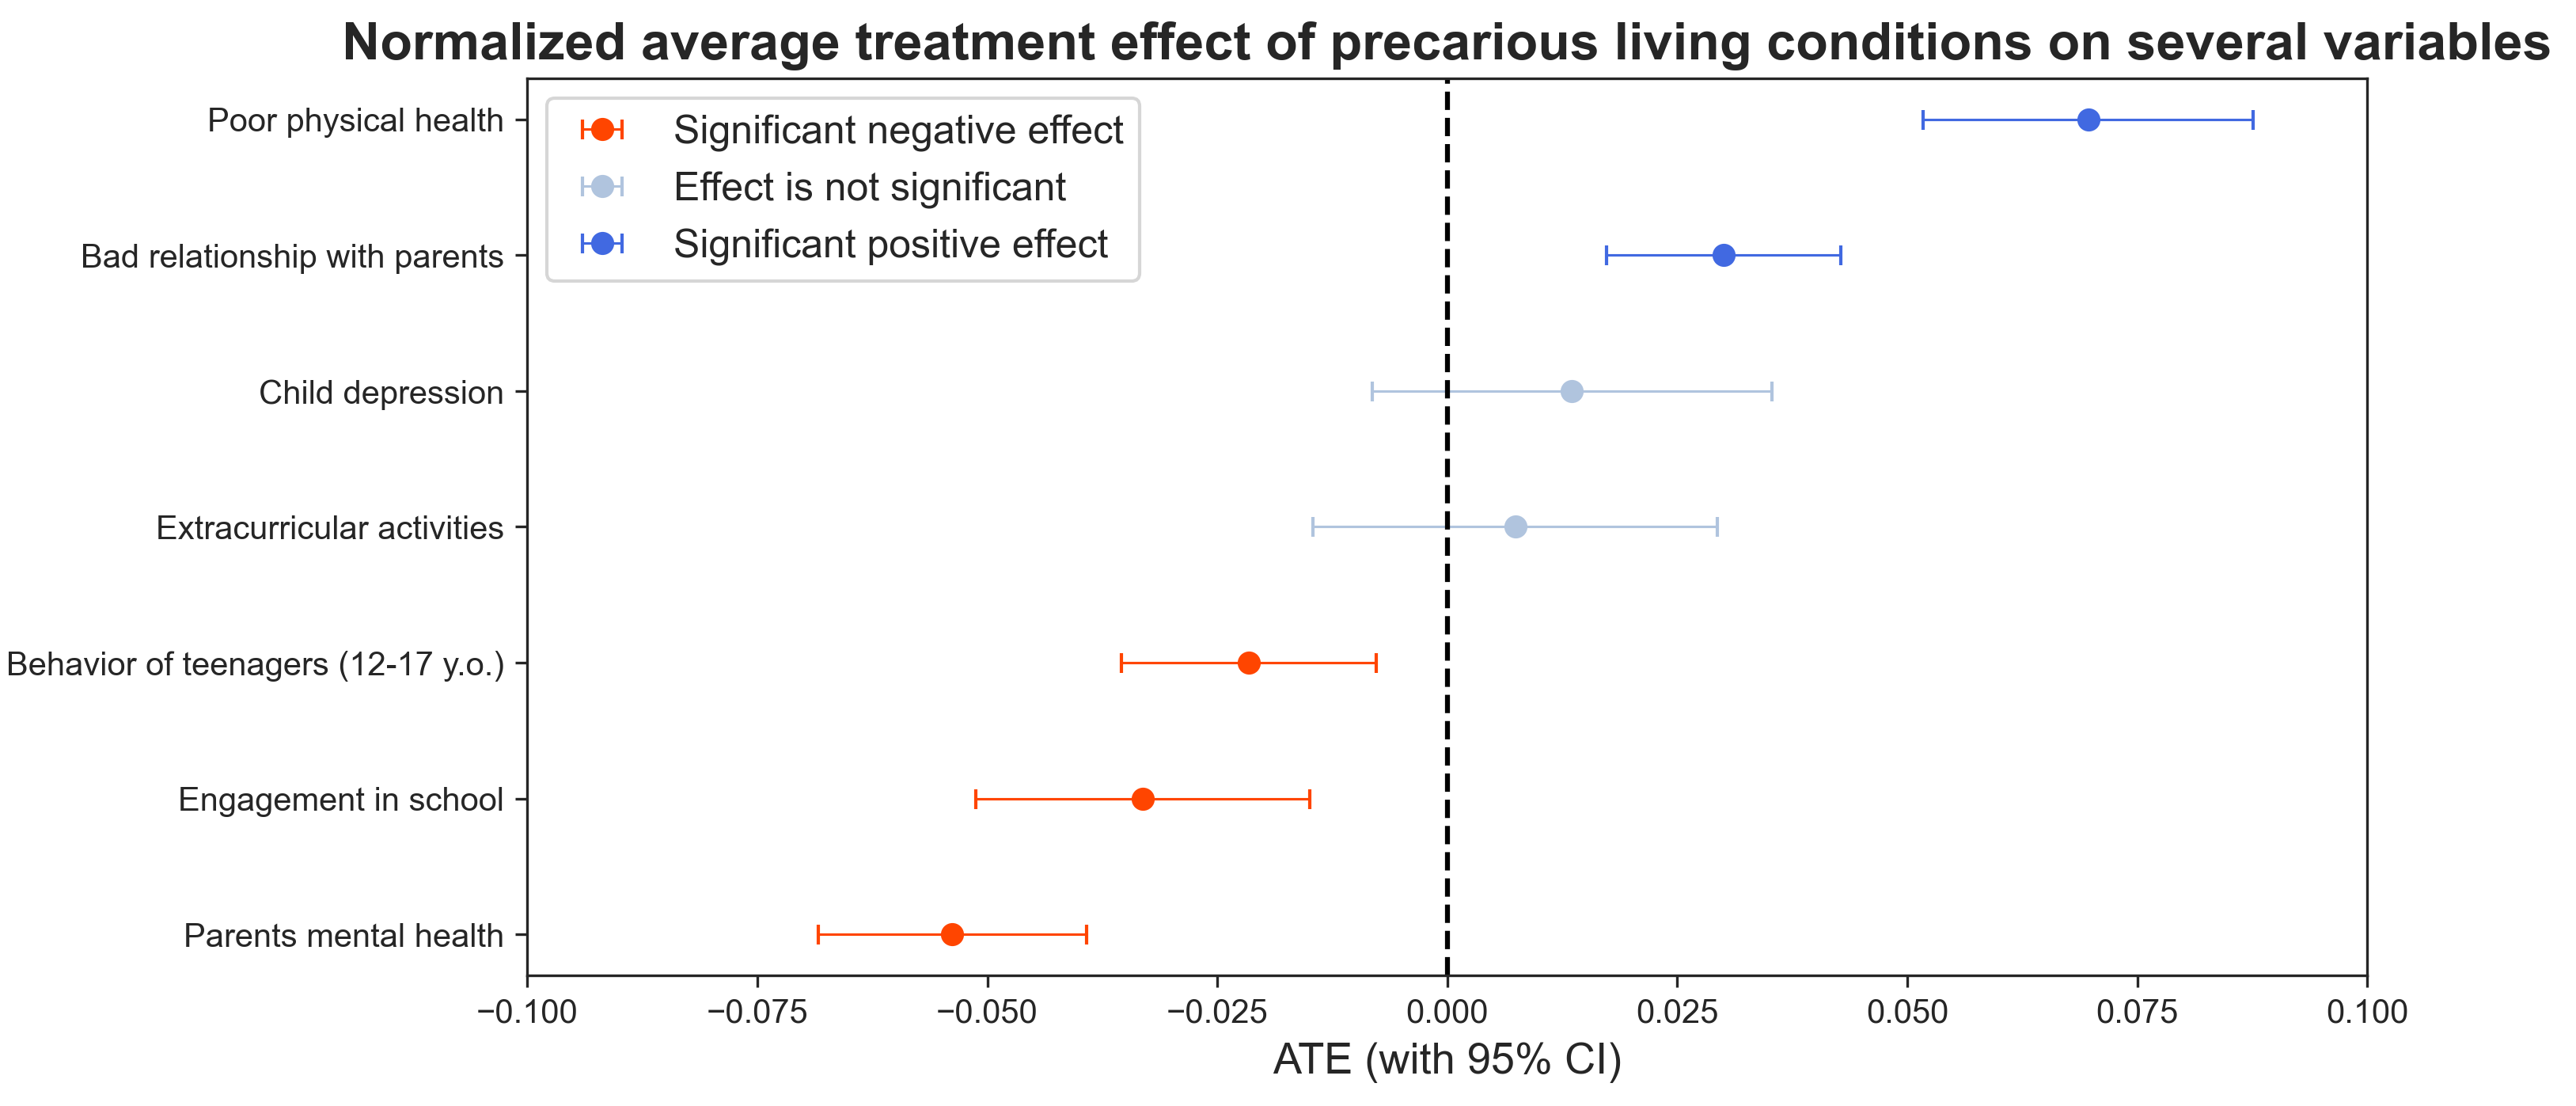 Normalized average treatment effect of precarious living conditions on several variables
Significant negative effect
Effect is not significant
Significant positive effect
Poor physical health
Bad relationship with parents
Child depression
Extracurricular activities
Behavior of teenagers (12-17 y.o.)
Engagement in school
Parents mental health
−0.100
−0.075
−0.050
−0.025
0.000
0.025
0.050
0.075
0.100
ATE (with 95% CI)